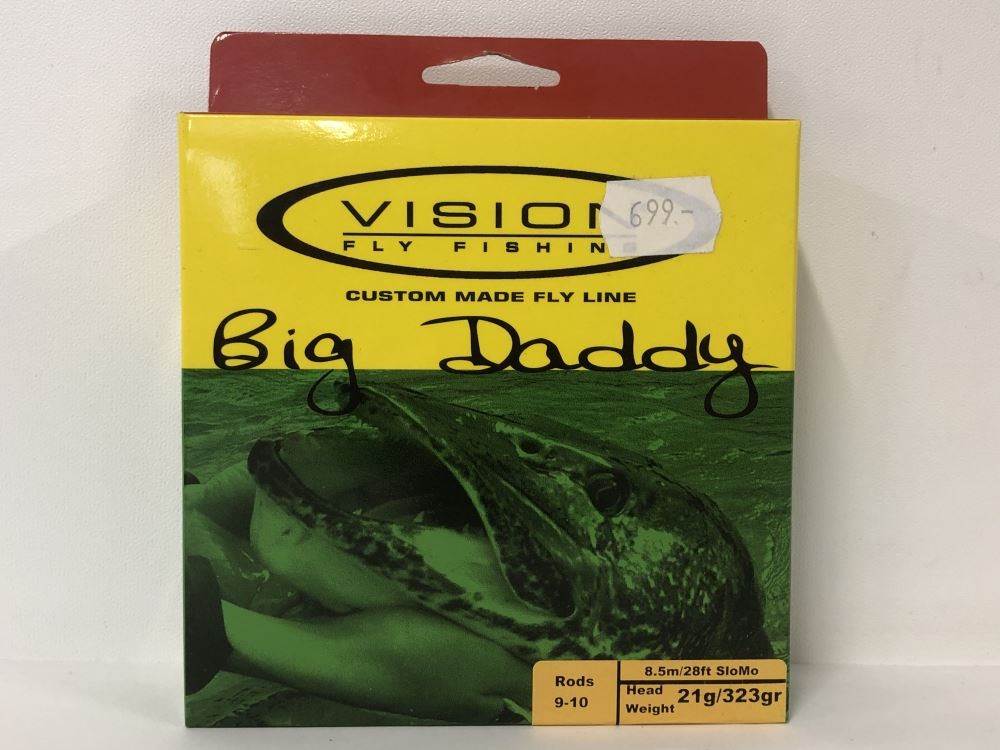 VISION
699.-
FLY FISHING
CUSTOM MADE FLY LINE
Big Daddy
Rods
9-10
8.5m/28ft SloMo
Head
Weight
21g/323gr